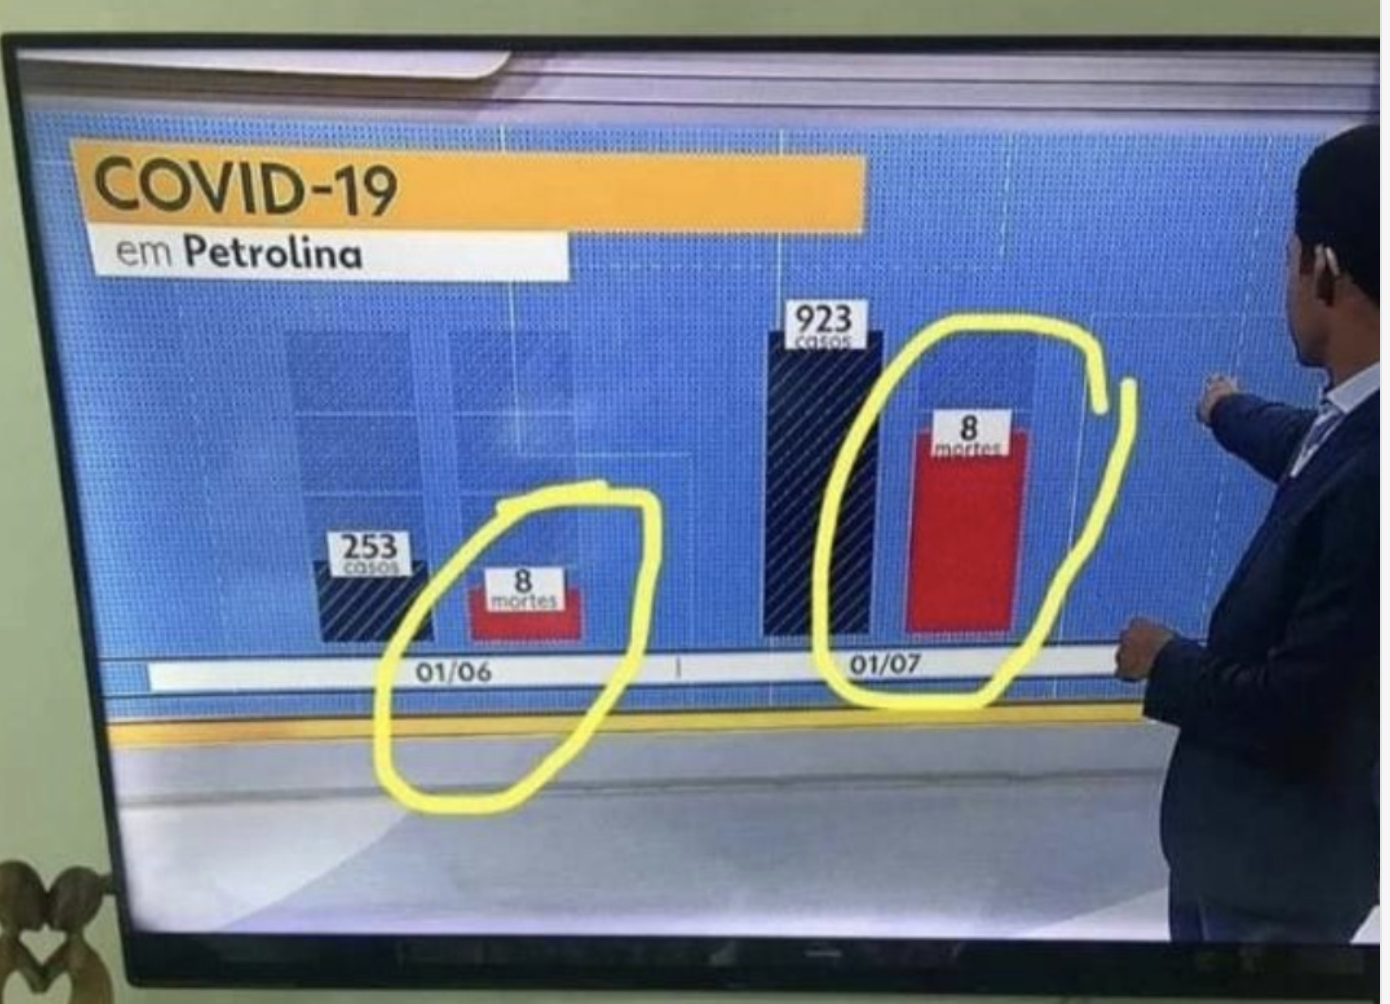 COVID-19
em Petrolina
253
casos
8
mortes
923
casos
8
mortes
01/06
01/07